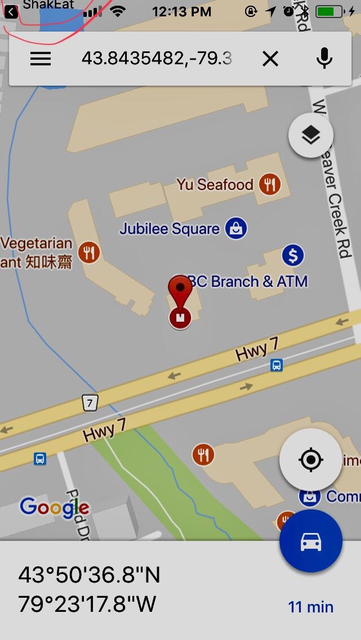 ShakEat
12:13 PM
43.8435482,-79.3
k Rd
W Beaver Creek Rd
Yu Seafood
Jubilee Square
Vegetarian
ant 知味齋
BC Branch & ATM
$
Hwy 7
7
Hwy 7
ime
Comm
Google
Dr
43°50'36.8"N
79°23'17.8"W
11 min